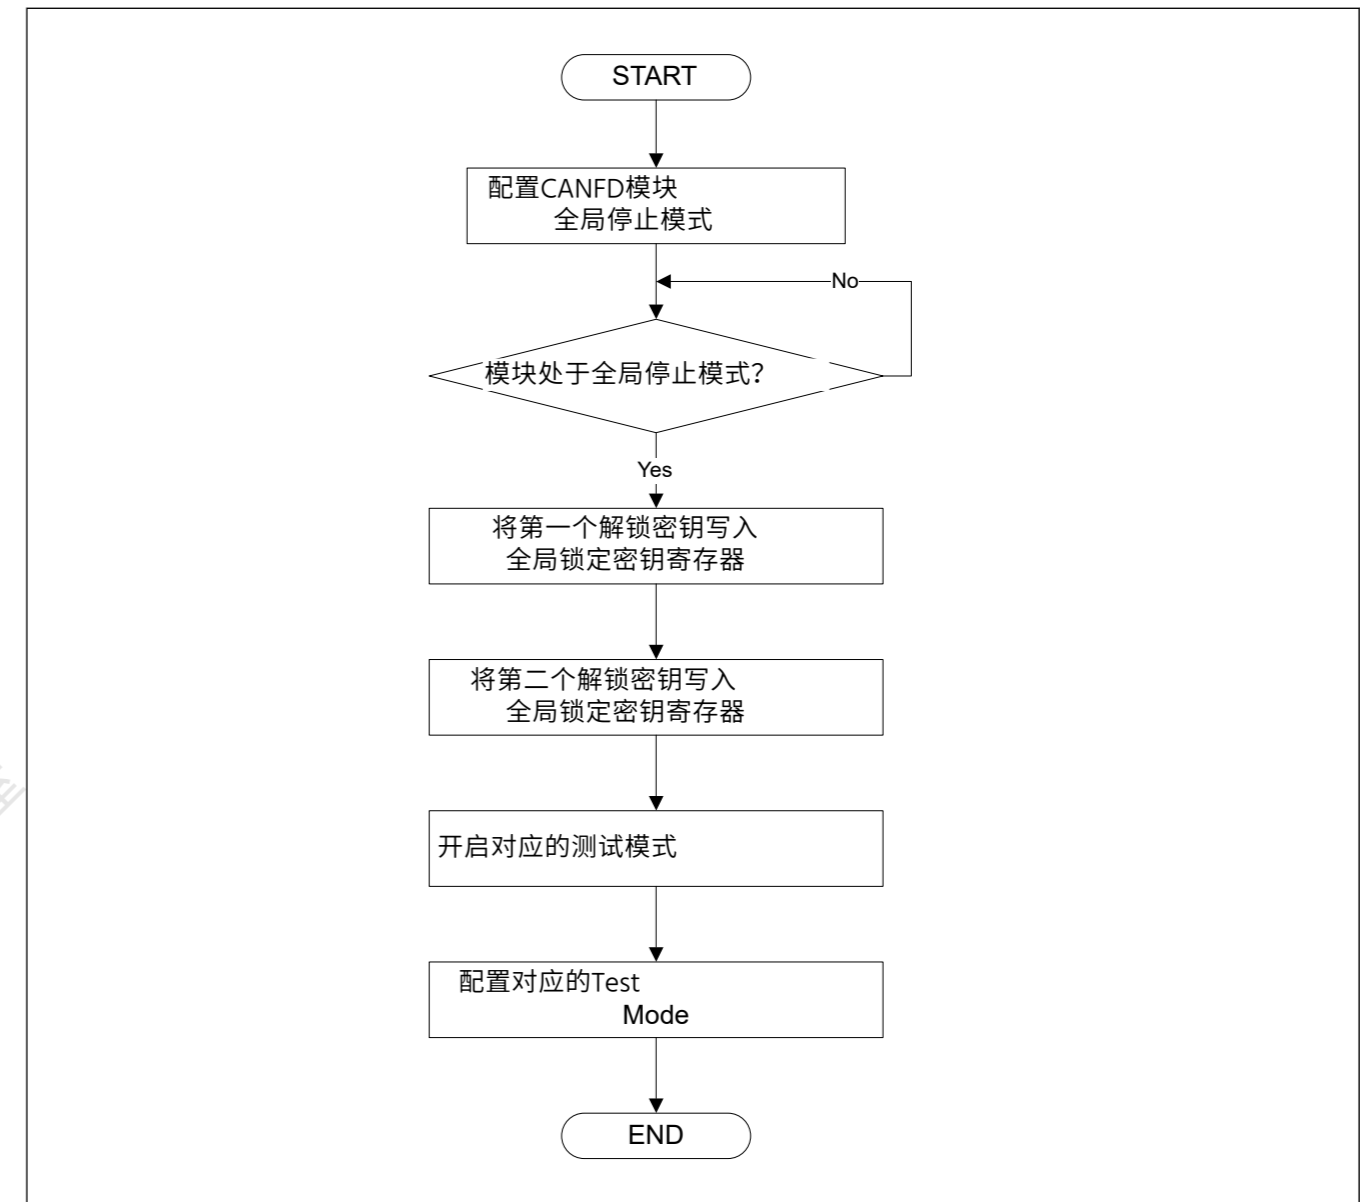 START
配置CANFD模块
全局停止模式
No
模块处于全局停止模式？
Yes
将第一个解锁密钥写入
全局锁定密钥寄存器
将第二个解锁密钥写入
全局锁定密钥寄存器
开启对应的测试模式
配置对应的Test
Mode
END